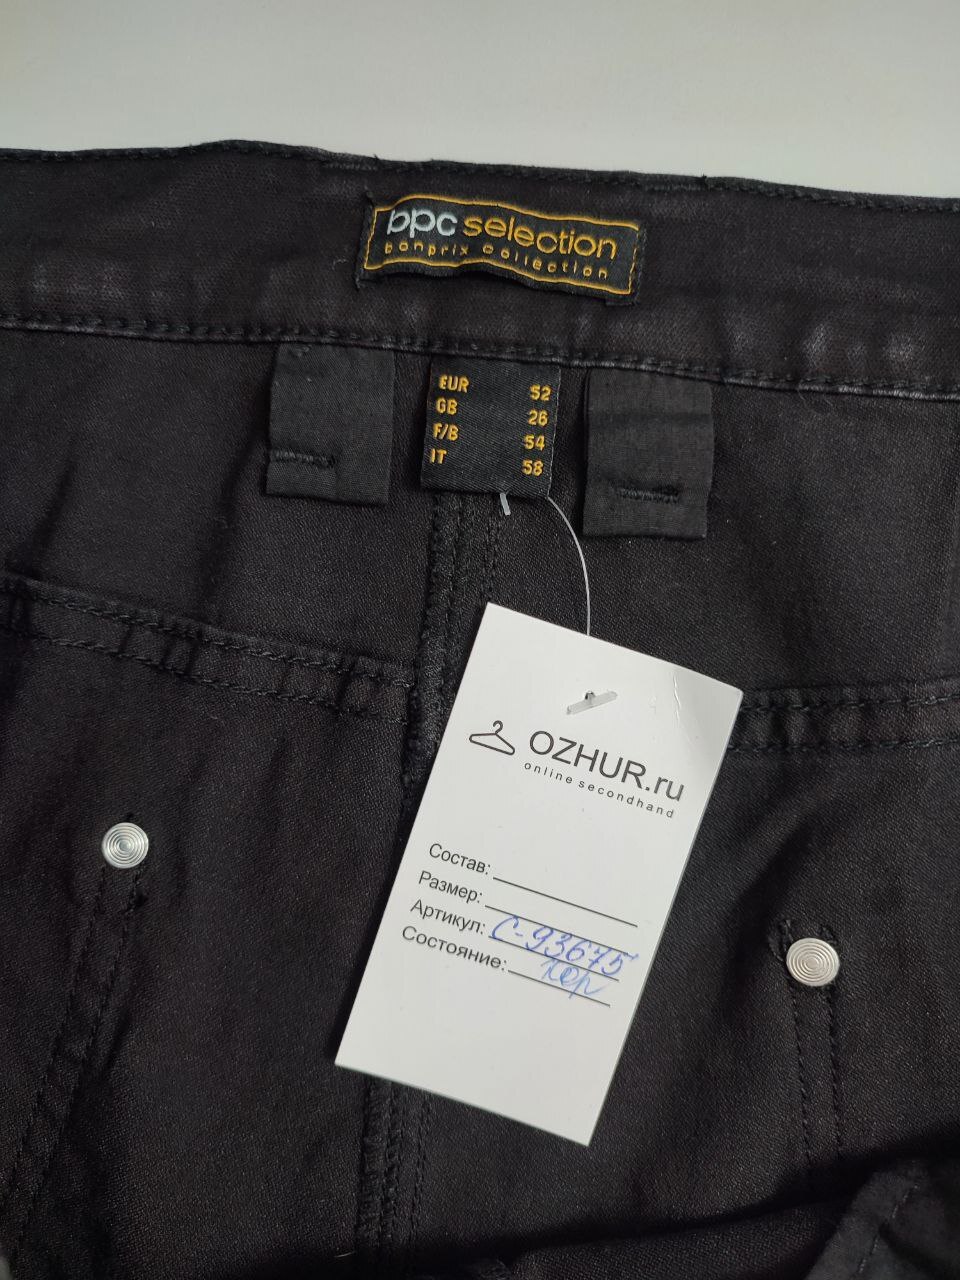 bpc selection
bonprix collection
EUR 52
GB 26
F/B 54
IT 58
OZHUR.ru
online secondhand
Состав:
Размер:
Артикул: С-93675
Состояние: хор